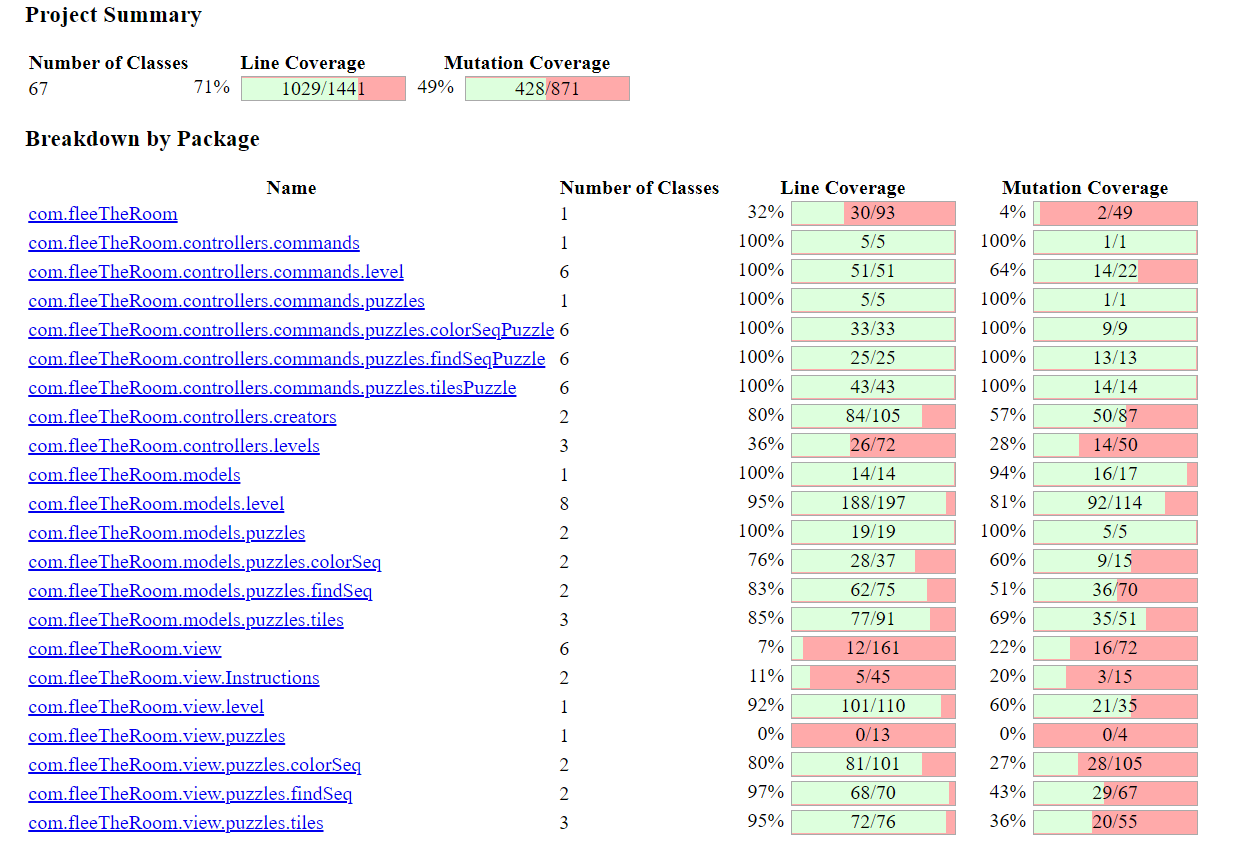 Project Summary
Number of Classes Line Coverage Mutation Coverage
67 71% 1029/1441 49% 428/871
Breakdown by Package
Name Number of Classes Line Coverage Mutation Coverage
com.fleeTheRoom 1 32% 30/93 4% 2/49
com.fleeTheRoom.controllers.commands 1 100% 5/5 100% 1/1
com.fleeTheRoom.controllers.commands.level 6 100% 51/51 64% 14/22
com.fleeTheRoom.controllers.commands.puzzles 1 100% 5/5 100% 1/1
com.fleeTheRoom.controllers.commands.puzzles.colorSeqPuzzle 6 100% 33/33 100% 9/9
com.fleeTheRoom.controllers.commands.puzzles.findSeqPuzzle 6 100% 25/25 100% 13/13
com.fleeTheRoom.controllers.commands.puzzles.tilesPuzzle 6 100% 43/43 100% 14/14
com.fleeTheRoom.controllers.creators 2 80% 84/105 57% 50/87
com.fleeTheRoom.controllers.levels 3 36% 26/72 28% 14/50
com.fleeTheRoom.models 1 100% 14/14 94% 16/17
com.fleeTheRoom.models.level 8 95% 188/197 81% 92/114
com.fleeTheRoom.models.puzzles 2 100% 19/19 100% 5/5
com.fleeTheRoom.models.puzzles.colorSeq 2 76% 28/37 60% 9/15
com.fleeTheRoom.models.puzzles.findSeq 2 83% 62/75 51% 36/70
com.fleeTheRoom.models.puzzles.tiles 3 85% 77/91 69% 35/51
com.fleeTheRoom.view 6 7% 12/161 22% 16/72
com.fleeTheRoom.view.Instructions 2 11% 5/45 20% 3/15
com.fleeTheRoom.view.level 1 92% 101/110 60% 21/35
com.fleeTheRoom.view.puzzles 1 0% 0/13 0% 0/4
com.fleeTheRoom.view.puzzles.colorSeq 2 80% 81/101 27% 28/105
com.fleeTheRoom.view.puzzles.findSeq 2 97% 68/70 43% 29/67
com.fleeTheRoom.view.puzzles.tiles 3 95% 72/76 36% 20/55